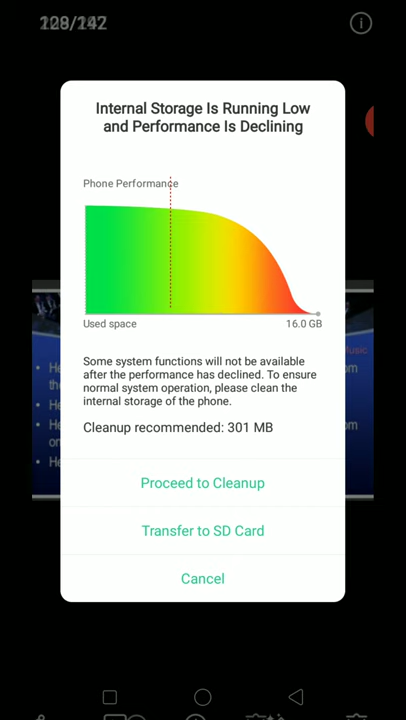 Internal Storage Is Running Low
and Performance Is Declining
Phone Performance
Used space
16.0 GB
Some system functions will not be available
after the performance has declined. To ensure
normal system operation, please clean the
internal storage of the phone.
Cleanup recommended: 301 MB
Proceed to Cleanup
Transfer to SD Card
Cancel